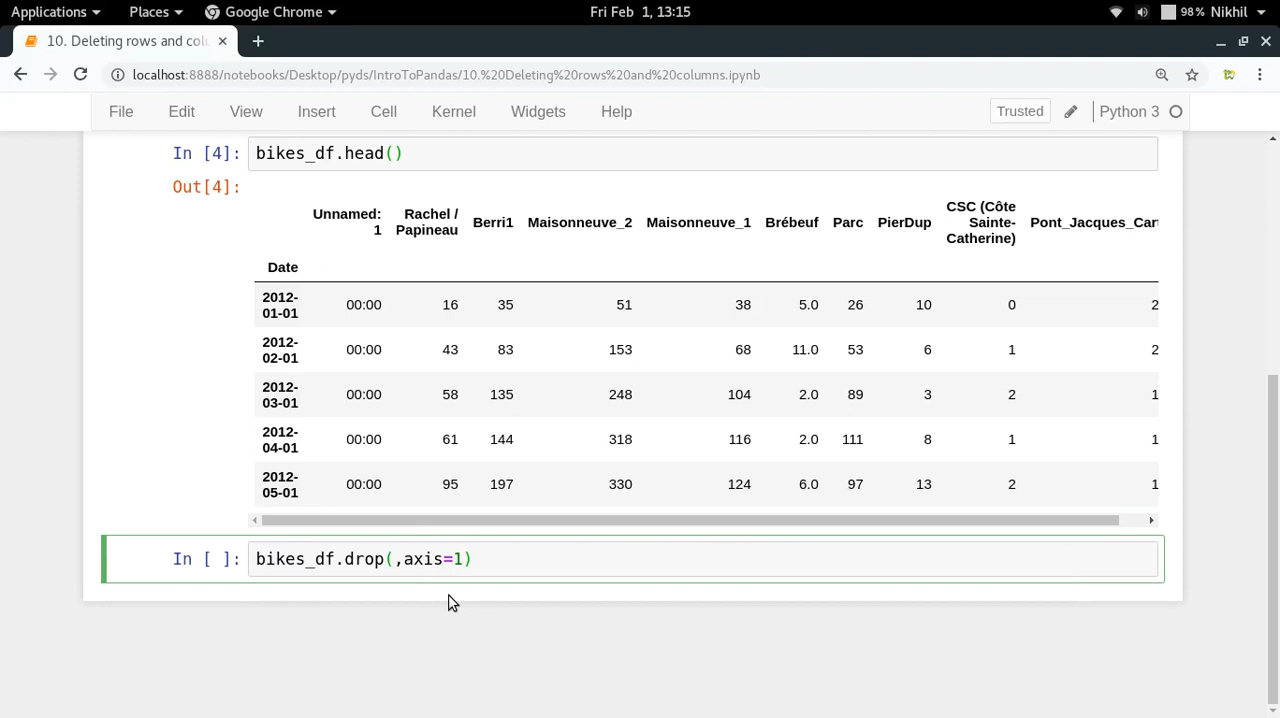 Applications Places Google Chrome Fri Feb 1, 13:15 98% Nikhil
10. Deleting rows and col
localhost:8888/notebooks/Desktop/pyds/IntroToPandas/10.%20Deleting%20rows%20and%20columns.ipynb
File Edit View Insert Cell Kernel Widgets Help Trusted Python 3
In [4]: bikes_df.head()
Out[4]:
Unnamed: 1 Rachel / Papineau Berri1 Maisonneuve_2 Maisonneuve_1 Brébeuf Parc PierDup CSC (Côte Sainte-Catherine) Pont_Jacques_Cart
Date
2012-01-01 00:00 16 35 51 38 5.0 26 10 0 2
2012-02-01 00:00 43 83 153 68 11.0 53 6 1 2
2012-03-01 00:00 58 135 248 104 2.0 89 3 2 1
2012-04-01 00:00 61 144 318 116 2.0 111 8 1 1
2012-05-01 00:00 95 197 330 124 6.0 97 13 2 1
In [ ]: bikes_df.drop(,axis=1)